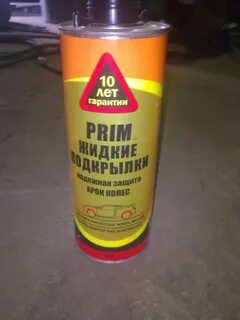 10
ЛЕТ
гарантии
PRIM
ЖИДКИЕ
ПОДКРЫЛКИ
надежная защита
АРОК КОЛЕС